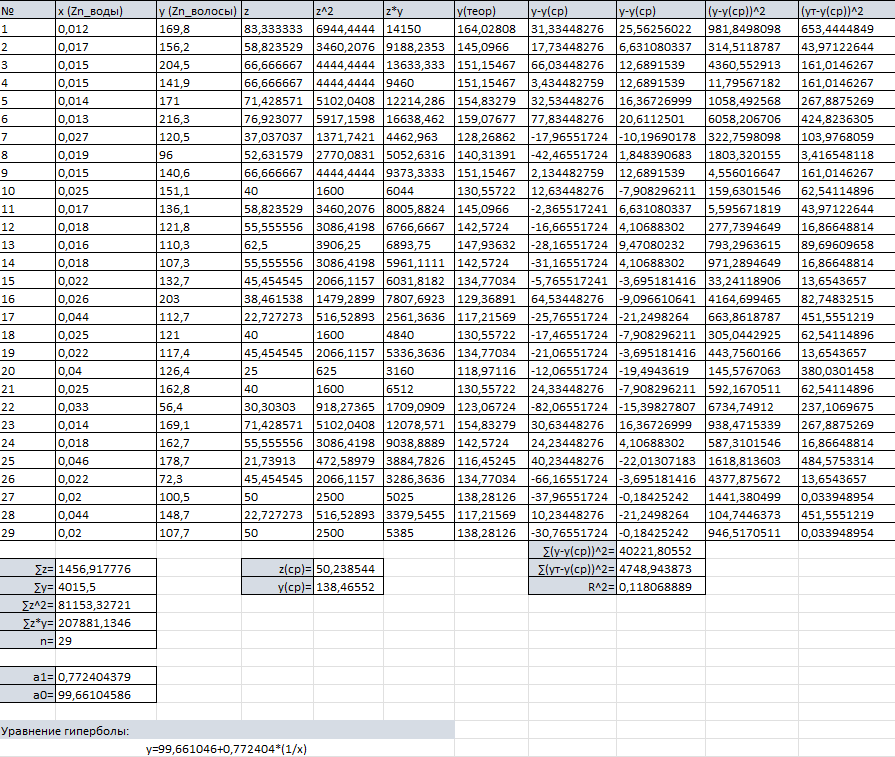 № x (Zn_воды) y (Zn_волосы) z z^2 z*y y(теор) y-y(ср) y-y(ср) (y-y(ср))^2 (yт-y(ср))^2
1 0,012 169,8 83,333333 6944,4444 14150 164,02808 31,33448276 25,56256022 981,8498098 653,4444849
2 0,017 156,2 58,823529 3460,2076 9188,2353 145,0966 17,73448276 6,631080337 314,5118787 43,97122644
3 0,015 204,5 66,666667 4444,4444 13633,333 151,15467 66,03448276 12,6891539 4360,552913 161,0146267
4 0,015 141,9 66,666667 4444,4444 9460 151,15467 3,434482759 12,6891539 11,79567182 161,0146267
5 0,014 171 71,428571 5102,0408 12214,286 154,83279 32,53448276 16,36726999 1058,492568 267,8875269
6 0,013 216,3 76,923077 5917,1598 16638,462 159,07677 77,83448276 20,6112501 6058,206706 424,8236305
7 0,027 120,5 37,037037 1371,7421 4462,963 128,26862 -17,96551724 -10,19690178 322,7598098 103,9768059
8 0,019 96 52,631579 2770,0831 5052,6316 140,31391 -42,46551724 1,848390683 1803,320155 3,416548118
9 0,015 140,6 66,666667 4444,4444 9373,3333 151,15467 2,134482759 12,6891539 4,556016647 161,0146267
10 0,025 151,1 40 1600 6044 130,55722 12,63448276 -7,908296211 159,6301546 62,54114896
11 0,017 136,1 58,823529 3460,2076 8005,8824 145,0966 -2,365517241 6,631080337 5,595671819 43,97122644
12 0,018 121,8 55,555556 3086,4198 6766,6667 142,5724 -16,66551724 4,10688302 277,7394649 16,86648814
13 0,016 110,3 62,5 3906,25 6893,75 147,93632 -28,16551724 9,47080232 793,2963615 89,69609658
14 0,018 107,3 55,555556 3086,4198 5961,1111 142,5724 -31,16551724 4,10688302 971,2894649 16,86648814
15 0,022 132,7 45,454545 2066,1157 6031,8182 134,77034 -5,765517241 -3,695181416 33,24118906 13,6543657
16 0,026 203 38,461538 1479,2899 7807,6923 129,36891 64,53448276 -9,096610641 4164,699465 82,74832515
17 0,044 112,7 22,727273 516,52893 2561,3636 117,21569 -25,76551724 -21,2498264 663,8618787 451,5551219
18 0,025 121 40 1600 4840 130,55722 -17,46551724 -7,908296211 305,0442925 62,54114896
19 0,022 117,4 45,454545 2066,1157 5336,3636 134,77034 -21,06551724 -3,695181416 443,7560166 13,6543657
20 0,04 126,4 25 625 3160 118,97116 -12,06551724 -19,4943619 145,5767063 380,0301458
21 0,025 162,8 40 1600 6512 130,55722 24,33448276 -7,908296211 592,1670511 62,54114896
22 0,033 56,4 30,30303 918,27365 1709,0909 123,06724 -82,06551724 -15,39827807 6734,74912 237,1069675
23 0,014 169,1 71,428571 5102,0408 12078,571 154,83279 30,63448276 16,36726999 938,4715339 267,8875269
24 0,018 162,7 55,555556 3086,4198 9038,8889 142,5724 24,23448276 4,10688302 587,3101546 16,86648814
25 0,046 178,7 21,73913 472,58979 3884,7826 116,45245 40,23448276 -22,01307183 1618,813603 484,5753314
26 0,022 72,3 45,454545 2066,1157 3286,3636 134,77034 -66,16551724 -3,695181416 4377,875672 13,6543657
27 0,02 100,5 50 2500 5025 138,28126 -37,96551724 -0,18425242 1441,380499 0,033948954
28 0,044 148,7 22,727273 516,52893 3379,5455 117,21569 10,23448276 -21,2498264 104,7446373 451,5551219
29 0,02 107,7 50 2500 5385 138,28126 -30,76551724 -0,18425242 946,5170511 0,033948954
∑(y-y(ср))^2= 40221,80552
∑z= 1456,917776 z(ср)= 50,238544 ∑(yт-y(ср))^2= 4748,943873
∑y= 4015,5 y(ср)= 138,46552 R^2= 0,118068889
∑z^2= 81153,32721
∑z*y= 207881,1346
n= 29
a1= 0,772404379
a0= 99,66104586
Уравнение гиперболы:
y=99,661046+0,772404*(1/x)